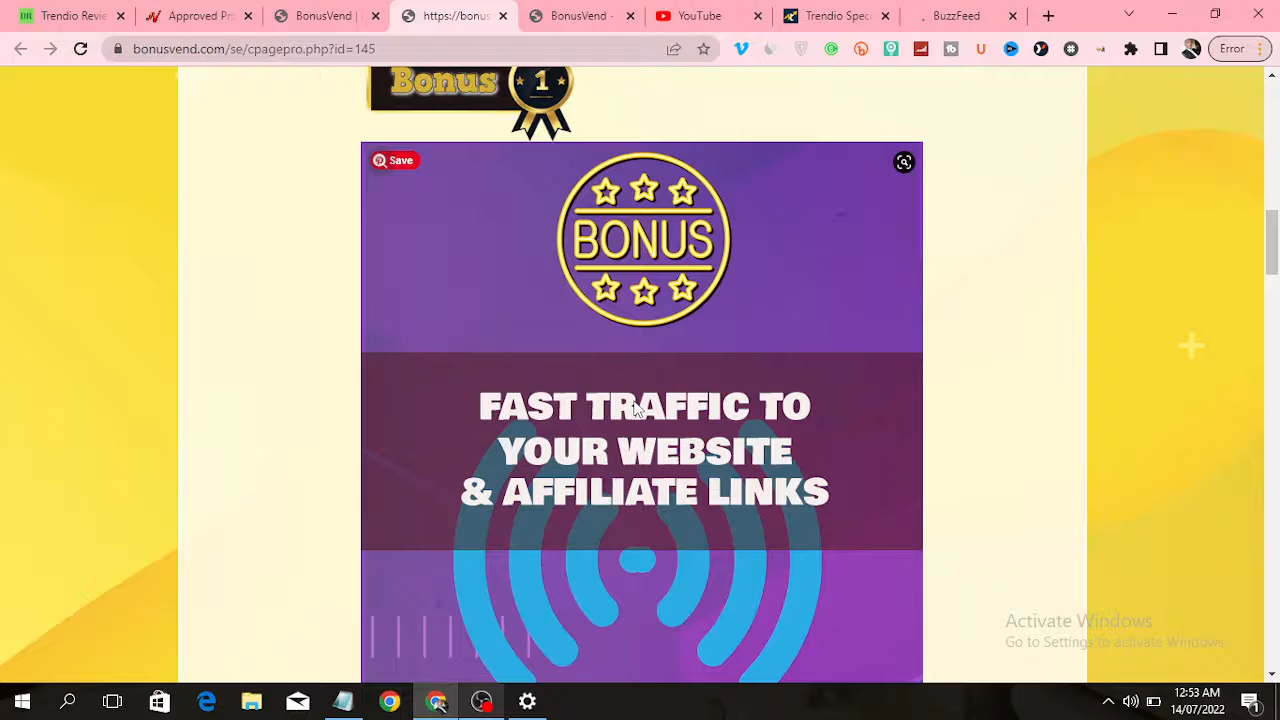 Trendio Revie
Approved Pr
BonusVend
https://bonus
BonusVend -
YouTube
Trendio Spec
BuzzFeed
bonusvend.com/se/cpagepro.php?id=145
Error
Bonus
1
Save
BONUS
FAST TRAFFIC TO
YOUR WEBSITE
& AFFILIATE LINKS
Activate Windows
Go to Settings to activate Windows.
12:53 AM
14/07/2022
1